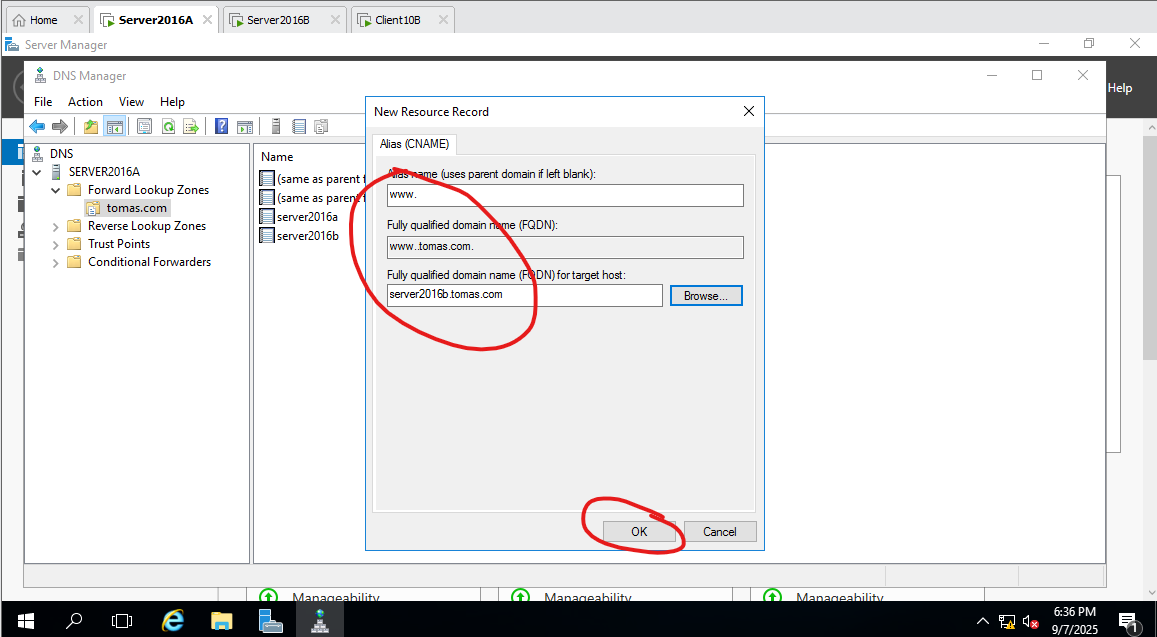 Home Server2016A Server2016B Client10B
Server Manager
DNS Manager
Help
File Action View Help
New Resource Record
Alias (CNAME)
DNS
SERVER2016A
Forward Lookup Zones
tomas.com
Reverse Lookup Zones
Trust Points
Conditional Forwarders
Name
(same as parent f
(same as parent f
server2016a
server2016b
Alias name (uses parent domain if left blank):
www.
Fully qualified domain name (FQDN):
www..tomas.com.
Fully qualified domain name (FQDN) for target host:
server2016b.tomas.com Browse...
OK Cancel
Manageability Manageability Manageability
6:36 PM
9/7/2025
1